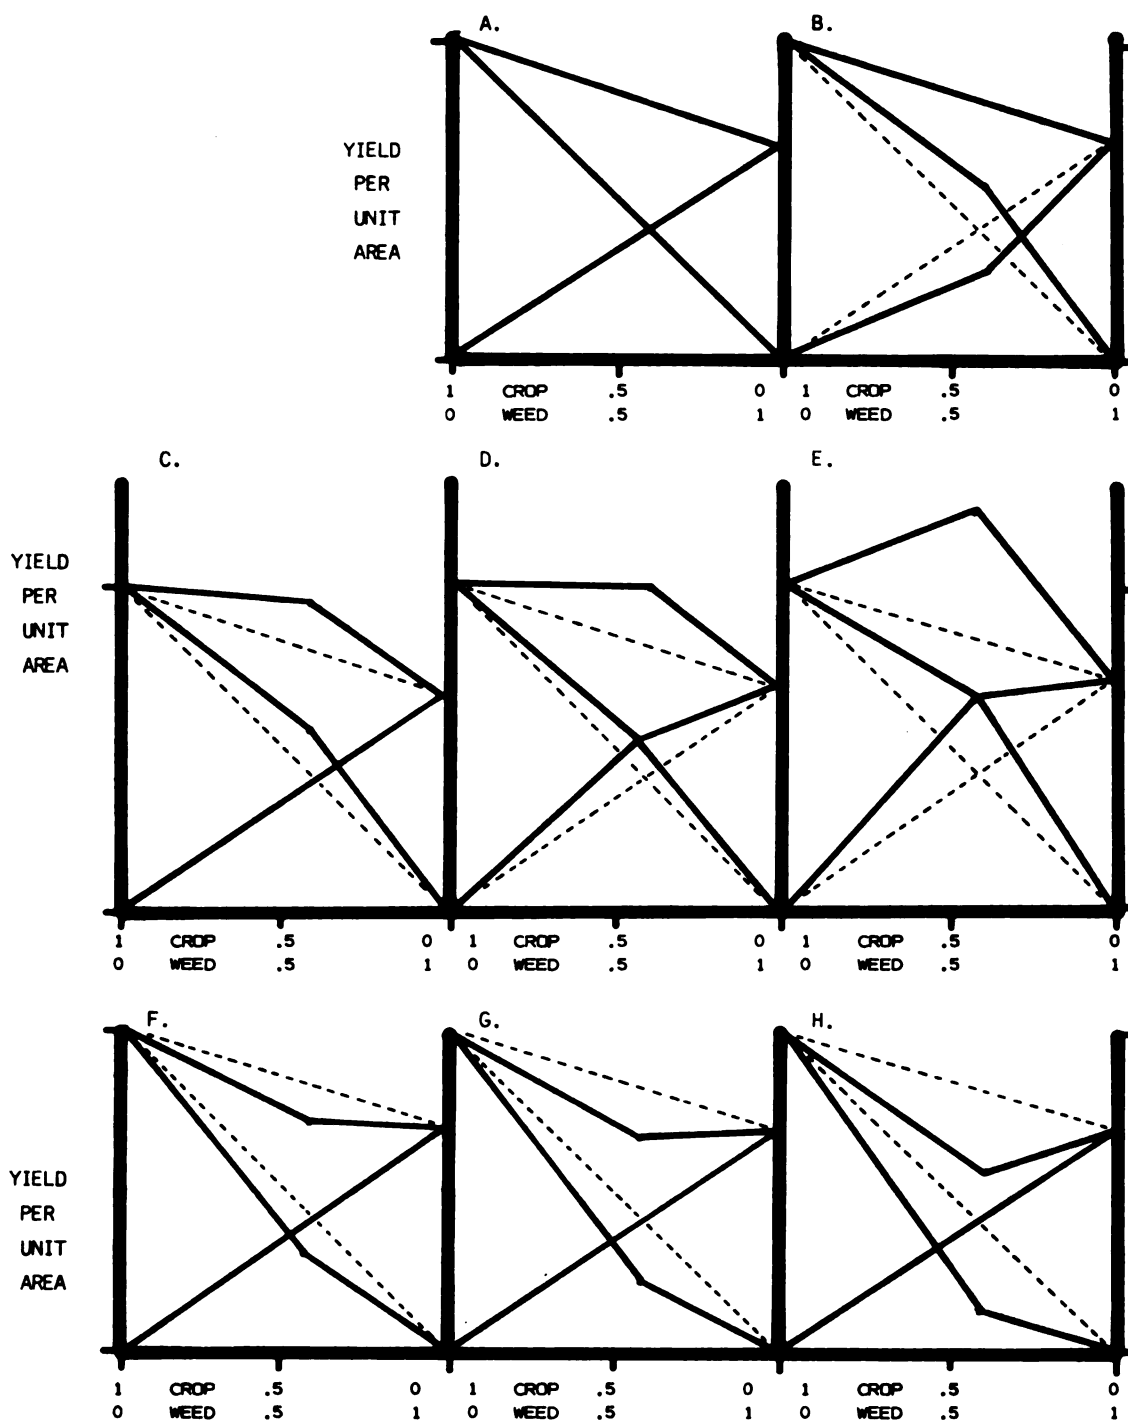 A. B.
YIELD
PER
UNIT
AREA
1 CROP .5 0 1 CROP .5 0
0 WEED .5 1 0 WEED .5 1
C. D. E.
YIELD
PER
UNIT
AREA
1 CROP .5 0 1 CROP .5 0 1 CROP .5 0
0 WEED .5 1 0 WEED .5 1 0 WEED .5 1
F. G. H.
YIELD
PER
UNIT
AREA
1 CROP .5 0 1 CROP .5 0 1 CROP .5 0
0 WEED .5 1 0 WEED .5 1 0 WEED .5 1